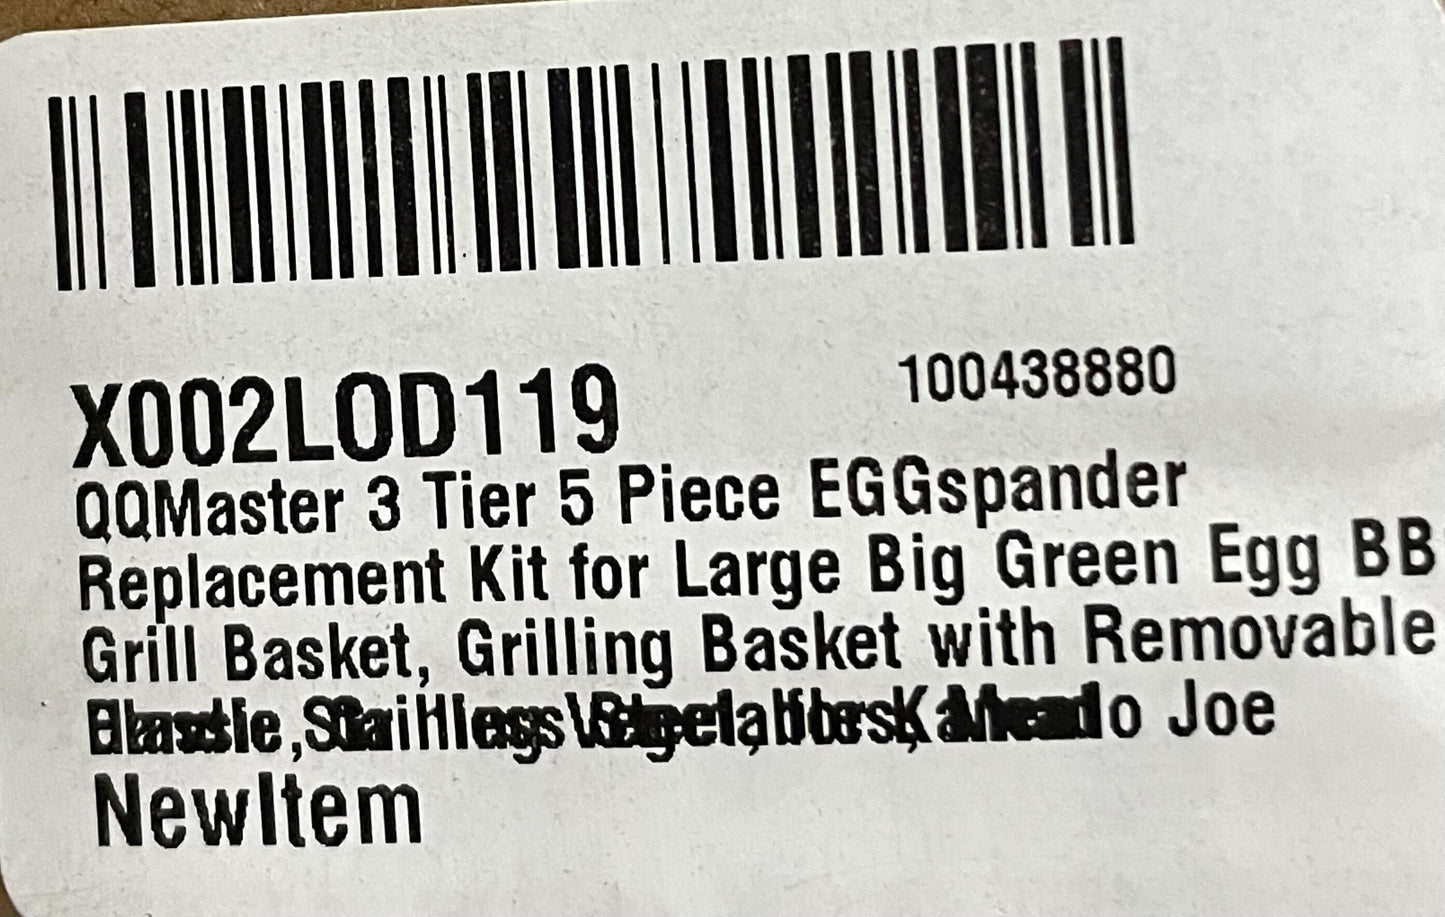 X002LOD119
100438880
QQMaster 3 Tier 5 Piece EGGspander
Replacement Kit for Large Big Green Egg BB
Grill Basket, Grilling Basket with Removable
Joe
NewItem